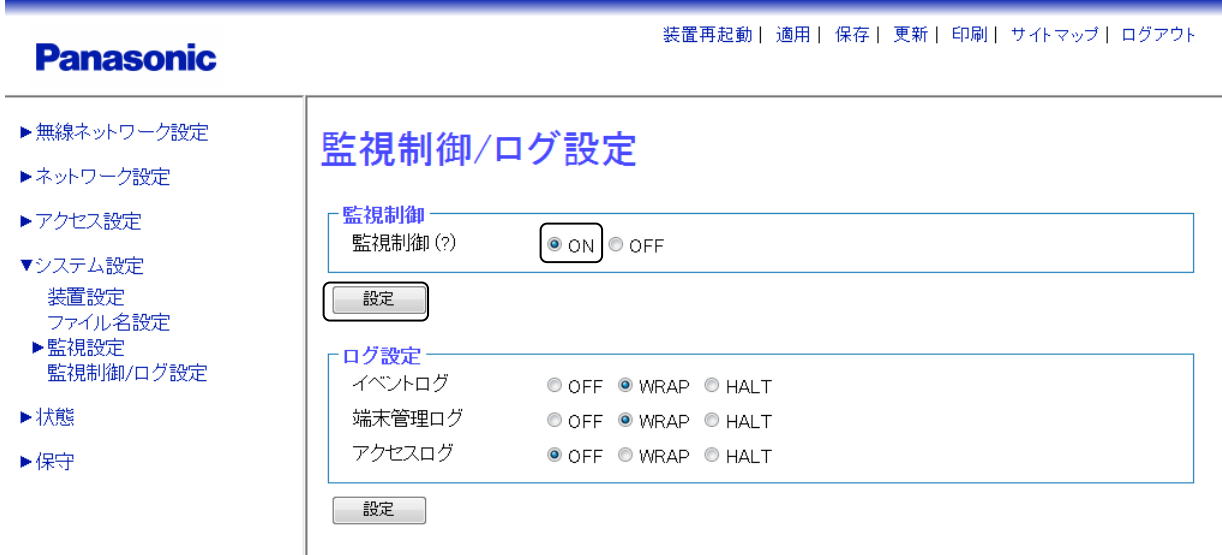 装置再起動| 適用| 保存| 更新| 印刷| サイトマップ| ログアウト
Panasonic
▶無線ネットワーク設定
▶ネットワーク設定
▶アクセス設定
▼システム設定
装置設定
ファイル名設定
▶監視設定
監視制御/ログ設定
▶状態
▶保守
監視制御/ログ設定
監視制御
監視制御(?) ON OFF
設定
ログ設定
イベントログ OFF WRAP HALT
端末管理ログ OFF WRAP HALT
アクセスログ OFF WRAP HALT
設定